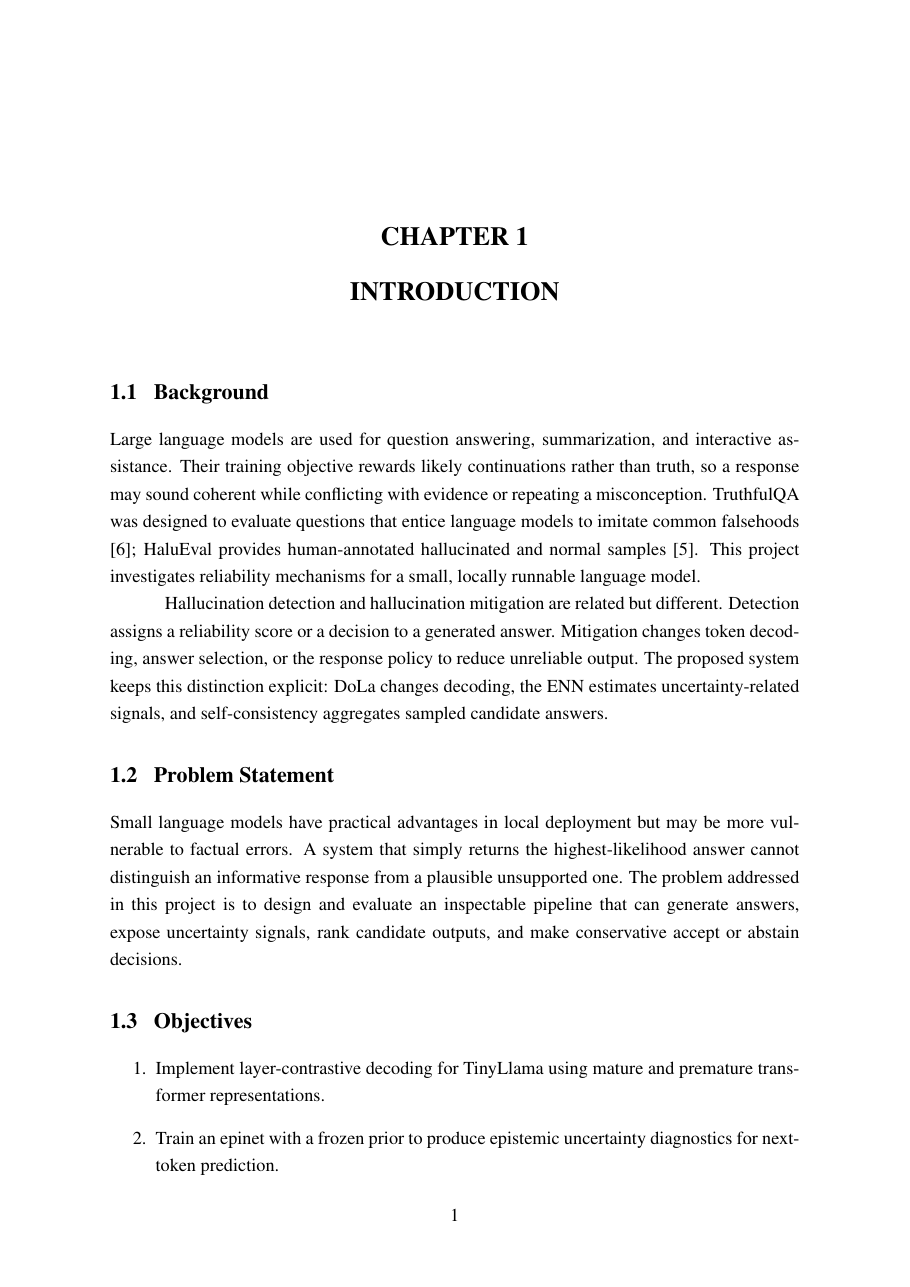 CHAPTER 1
INTRODUCTION
1.1 Background
Large language models are used for question answering, summarization, and interactive as-
sistance. Their training objective rewards likely continuations rather than truth, so a response
may sound coherent while conflicting with evidence or repeating a misconception. TruthfulQA
was designed to evaluate questions that entice language models to imitate common falsehoods
[6]; HaluEval provides human-annotated hallucinated and normal samples [5]. This project
investigates reliability mechanisms for a small, locally runnable language model.
Hallucination detection and hallucination mitigation are related but different. Detection
assigns a reliability score or a decision to a generated answer. Mitigation changes token decod-
ing, answer selection, or the response policy to reduce unreliable output. The proposed system
keeps this distinction explicit: DoLa changes decoding, the ENN estimates uncertainty-related
signals, and self-consistency aggregates sampled candidate answers.
1.2 Problem Statement
Small language models have practical advantages in local deployment but may be more vul-
nerable to factual errors. A system that simply returns the highest-likelihood answer cannot
distinguish an informative response from a plausible unsupported one. The problem addressed
in this project is to design and evaluate an inspectable pipeline that can generate answers,
expose uncertainty signals, rank candidate outputs, and make conservative accept or abstain
decisions.
1.3 Objectives
1. Implement layer-contrastive decoding for TinyLlama using mature and premature trans-
former representations.
2. Train an epinet with a frozen prior to produce epistemic uncertainty diagnostics for next-
token prediction.
1